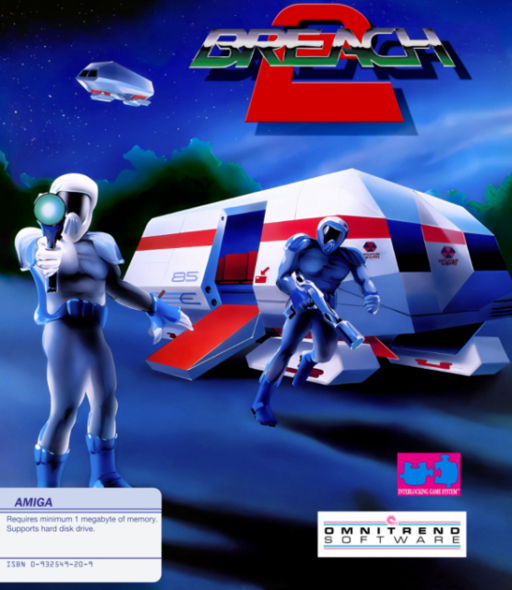 BREACH
2
85
INTERLOCKING GAME SYSTEM
OMNITREND
SOFTWARE
AMIGA
Requires minimum 1 megabyte of memory.
Supports hard disk drive.
ISBN 0-932549-20-9